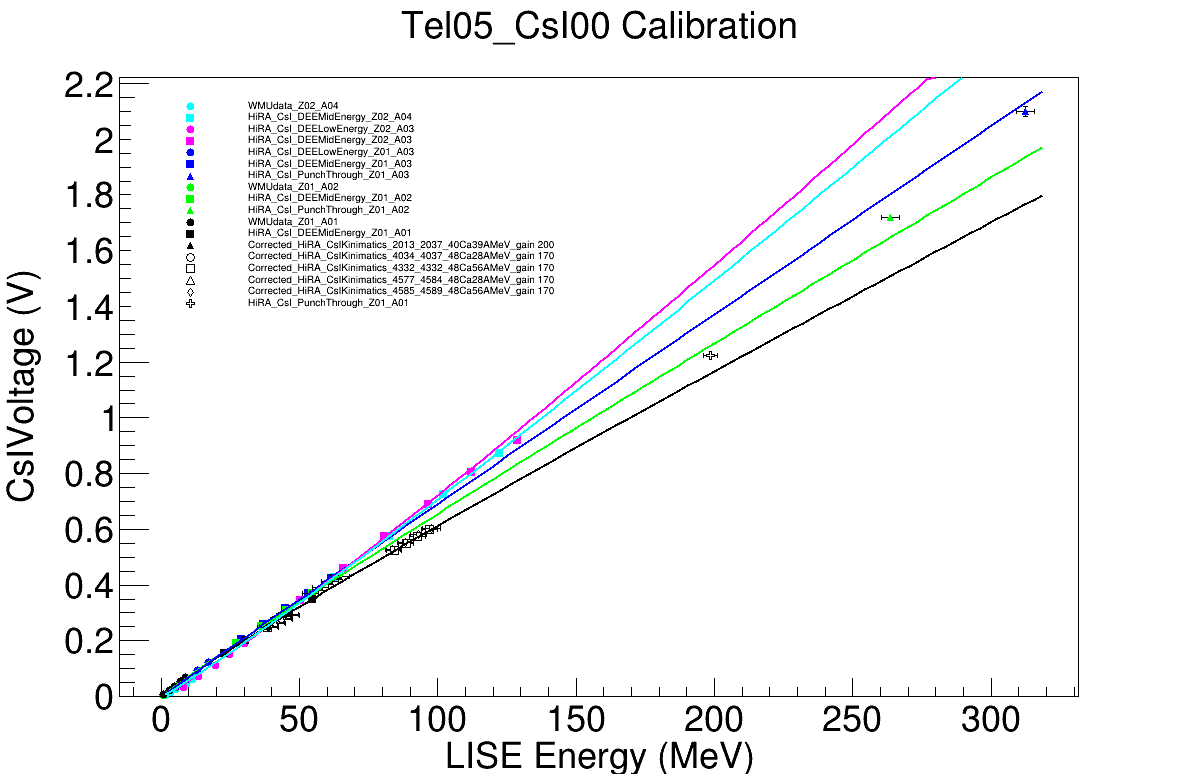 Tel05_CsI00 Calibration
2.2
2
1.8
1.6
1.4
1.2
1
0.8
0.6
0.4
0.2
0
CsIVoltage (V)
WMUdata_Z02_A04
HiRA_CsI_DEEMidEnergy_Z02_A04
HiRA_CsI_DEELowEnergy_Z02_A03
HiRA_CsI_DEEMidEnergy_Z02_A03
HiRA_CsI_DEELowEnergy_Z01_A03
HiRA_CsI_DEEMidEnergy_Z01_A03
HiRA_CsI_PunchThrough_Z01_A03
WMUdata_Z01_A02
HiRA_CsI_DEEMidEnergy_Z01_A02
HiRA_CsI_PunchThrough_Z01_A02
WMUdata_Z01_A01
HiRA_CsI_DEEMidEnergy_Z01_A01
Corrected_HiRA_CsIKinimatics_2013_2037_40Ca39AMeV_gain 200
Corrected_HiRA_CsIKinimatics_4034_4037_48Ca28AMeV_gain 170
Corrected_HiRA_CsIKinimatics_4332_4332_48Ca56AMeV_gain 170
Corrected_HiRA_CsIKinimatics_4577_4584_48Ca28AMeV_gain 170
Corrected_HiRA_CsIKinimatics_4585_4589_48Ca56AMeV_gain 170
HiRA_CsI_PunchThrough_Z01_A01
0 50 100 150 200 250 300
LISE Energy (MeV)